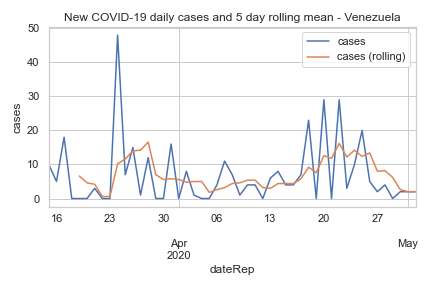 New COVID-19 daily cases and 5 day rolling mean - Venezuela
cases
cases (rolling)
cases
50
40
30
20
10
0
16 23 30 06 13 20 27
Apr May
2020
dateRep